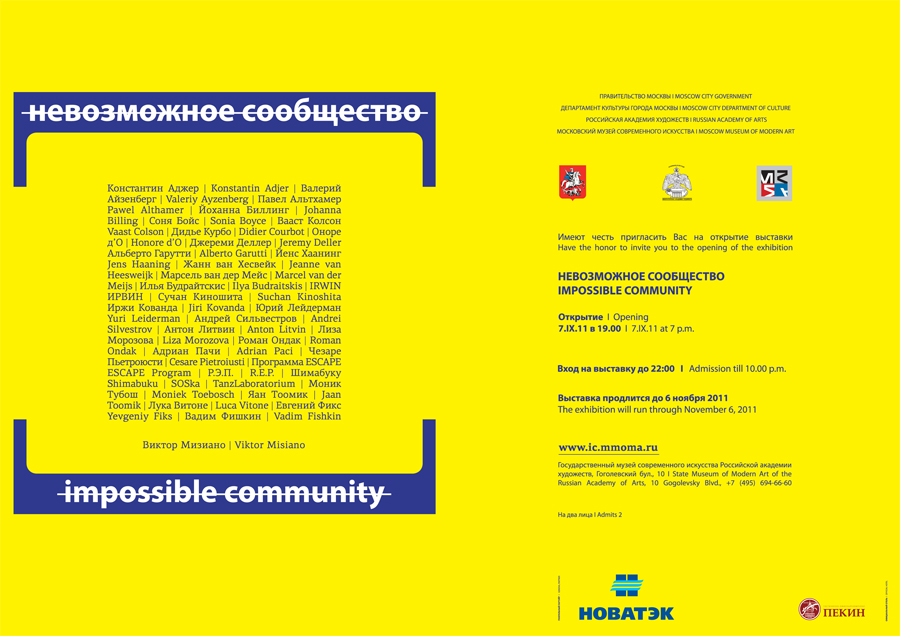 невозможное сообщество
Константин Аджер | Konstantin Adjer | Валерий
Айзенберг | Valeriy Ayzenberg | Павел Альтхамер
Pawel Althamer | Йоханна Биллинг | Johanna
Billing | Соня Бойс | Sonia Boyce | Вааст Колсон
Vaast Colson | Дидье Курбо | Didier Courbot | Оноре
д’О | Honore d’O | Джереми Деллер | Jeremy Deller
Альберто Гарутти | Alberto Garutti | Йенс Хаанинг
Jens Haaning | Жанн ван Хесвейк | Jeanne van
Heesweijk | Марсель ван дер Мейс | Marcel van der
Meijs | Илья Будрайтскис | Ilya Budraitskis | IRWIN
ИРВИН | Сучан Киношита | Suchan Kinoshita
Иржи Кованда | Jiri Kovanda | Юрий Лейдерман
Yuri Leiderman | Андрей Сильвестров | Andrei
Silvestrov | Антон Литвин | Anton Litvin | Лиза
Морозова | Liza Morozova | Роман Ондак | Roman
Ondak | Адриан Пачи | Adrian Paci | Чезаре
Пьетроюсти | Cesare Pietroiusti | Программа ESCAPE
ESCAPE Program | Р.Э.П. | R.E.P. | Шимабуку
Shimabuku | SOSka | TanzLaboratorium | Моник
Тубош | Moniek Toebosch | Яан Тоомик | Jaan
Toomik | Лука Витоне | Luca Vitone | Евгений Фикс
Yevgeniy Fiks | Вадим Фишкин | Vadim Fishkin
Виктор Мизиано | Viktor Misiano
impossible community
ПРАВИТЕЛЬСТВО МОСКВЫ I MOSCOW CITY GOVERNMENT
ДЕПАРТАМЕНТ КУЛЬТУРЫ ГОРОДА МОСКВЫ I MOSCOW CITY DEPARTMENT OF CULTURE
РОССИЙСКАЯ АКАДЕМИЯ ХУДОЖЕСТВ I RUSSIAN ACADEMY OF ARTS
МОСКОВСКИЙ МУЗЕЙ СОВРЕМЕННОГО ИСКУССТВА I MOSCOW MUSEUM OF MODERN ART
Имеют честь пригласить Вас на открытие выставки
Have the honor to invite you to the opening of the exhibition
НЕВОЗМОЖНОЕ СООБЩЕСТВО
IMPOSSIBLE COMMUNITY
Открытие I Opening
7.IX.11 в 19.00 I 7.IX.11 at 7 p.m.
Вход на выставку до 22:00 I Admission till 10.00 p.m.
Выставка продлится до 6 ноября 2011
The exhibition will run through November 6, 2011
www.ic.mmoma.ru
Государственный музей современного искусства Российской академии
художеств, Гоголевский бул., 10 I State Museum of Modern Art of the
Russian Academy of Arts, 10 Gogolevsky Blvd., +7 (495) 694-66-60
На два лица I Admits 2
НОВАТЭК
ПЕКИН